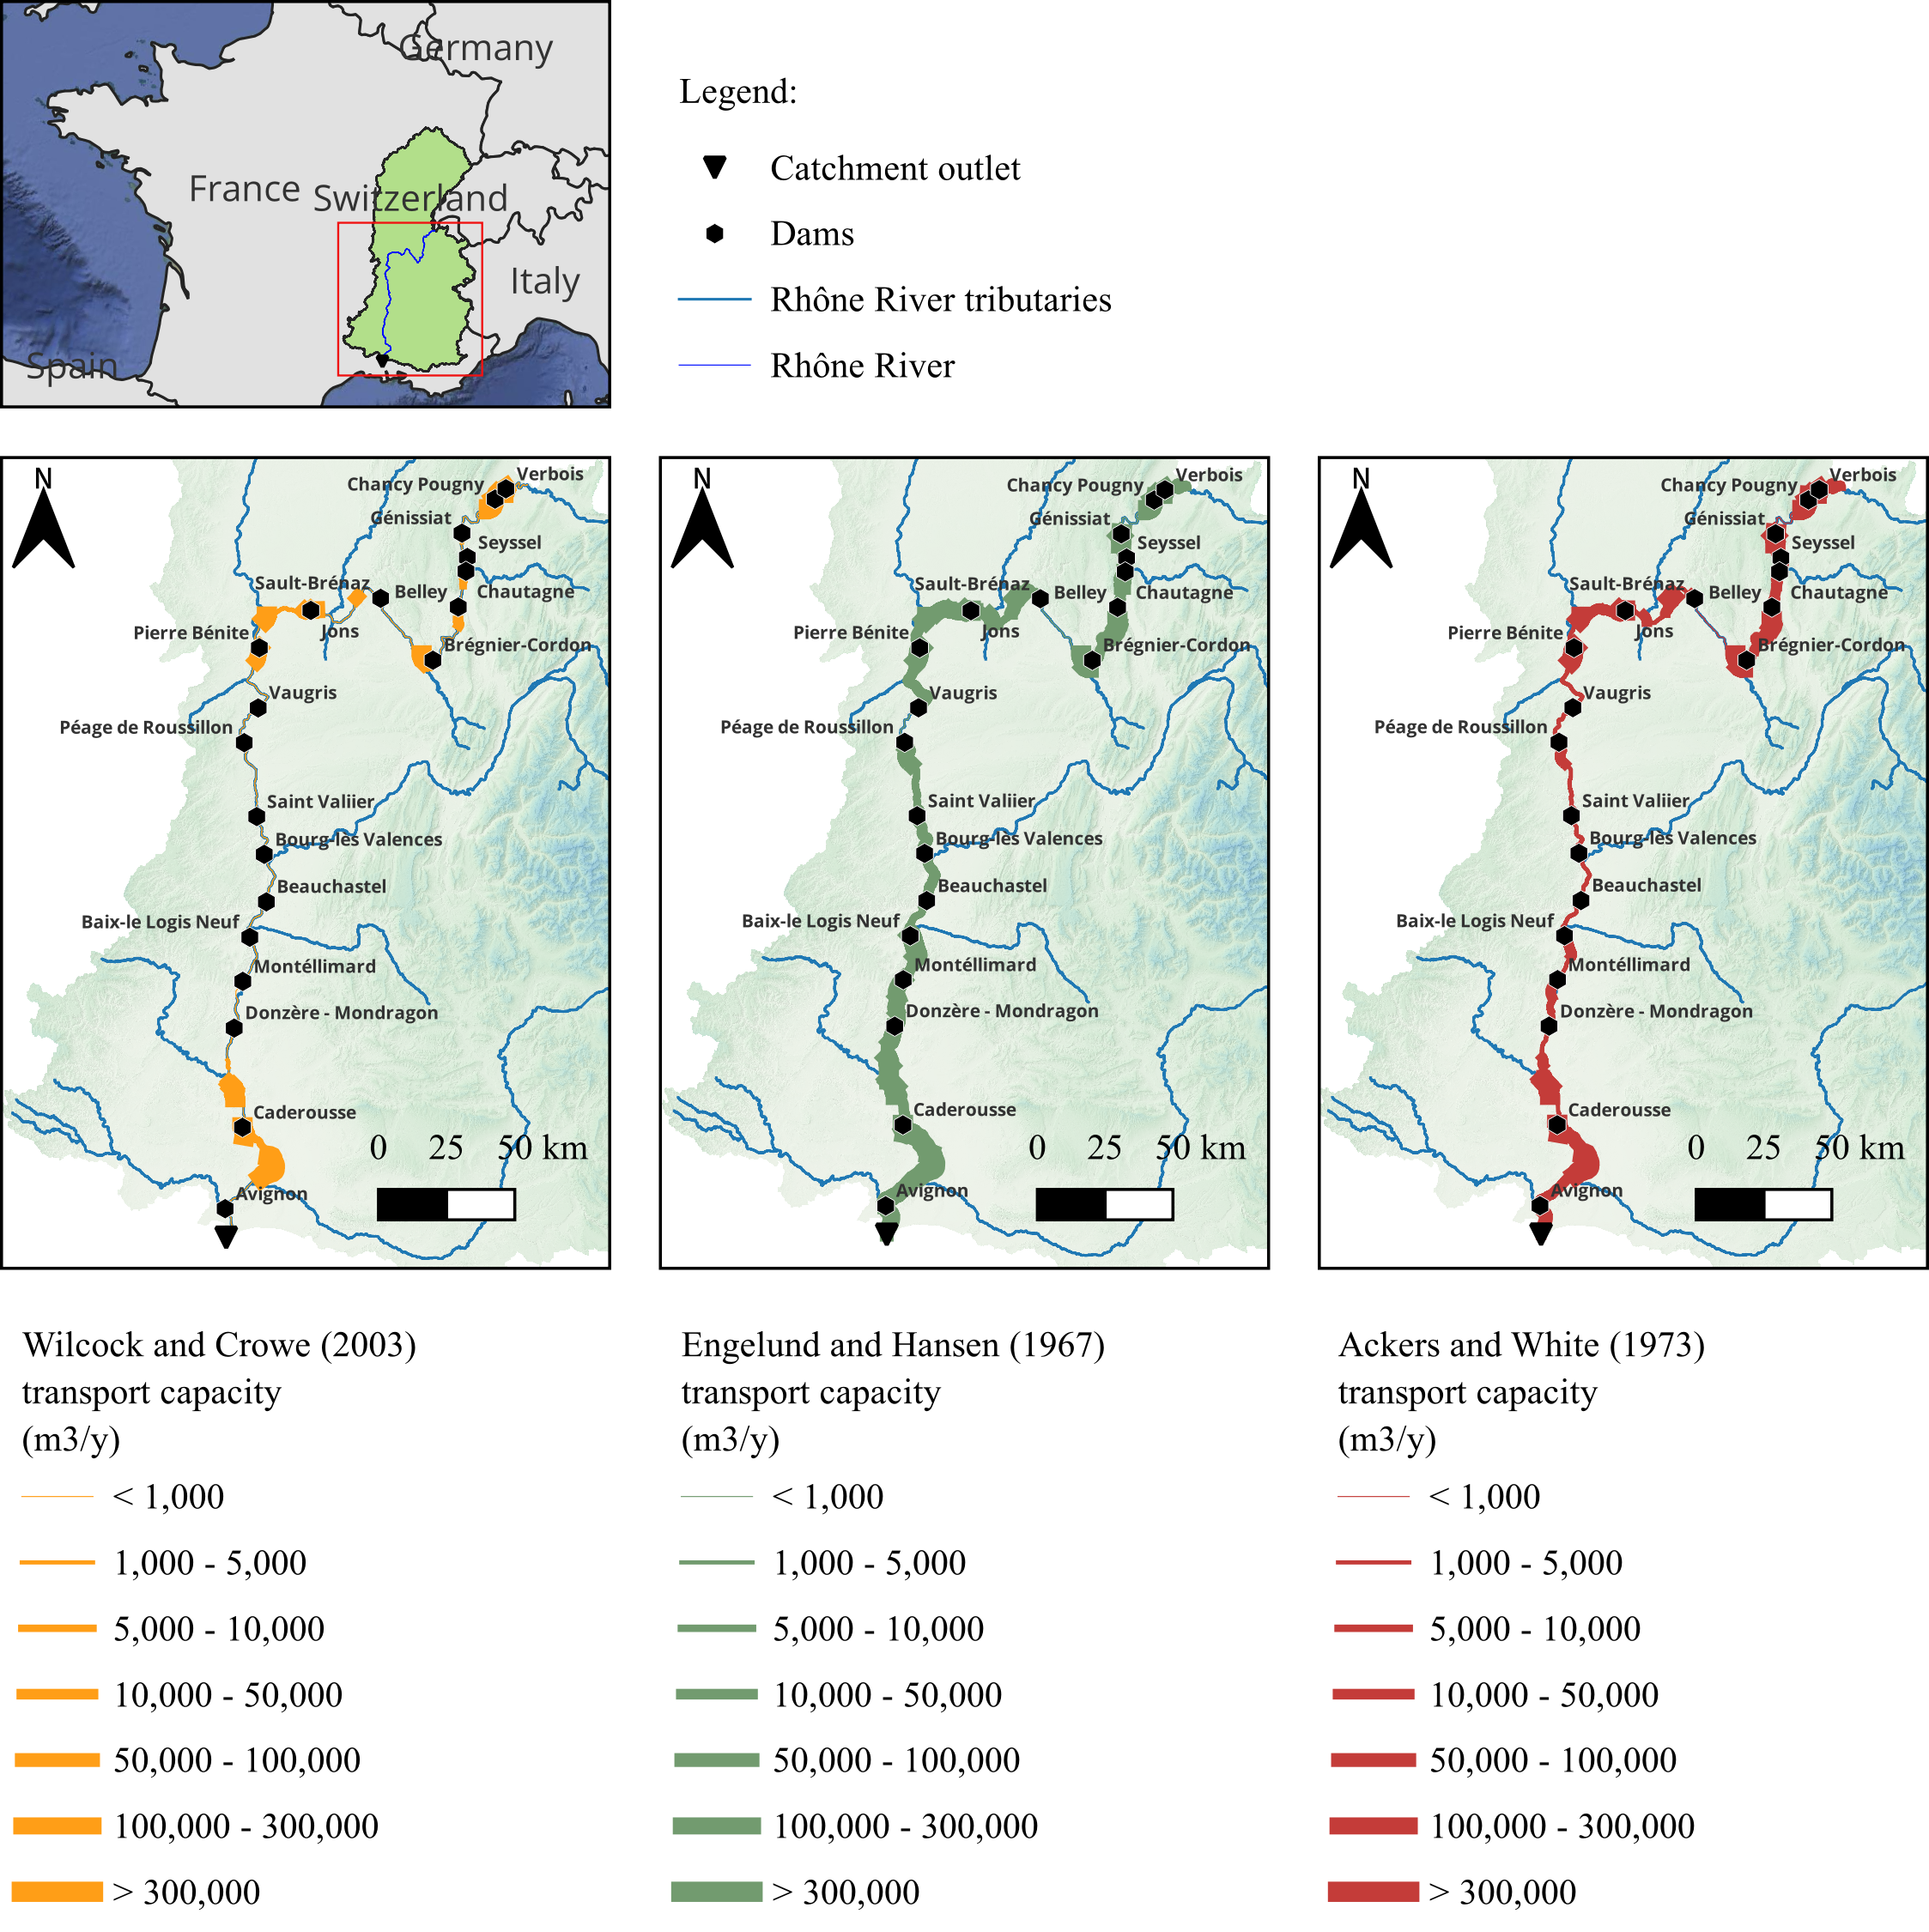 Germany
France
Switzerland
Italy
Spain
Legend:
Catchment outlet
Dams
Rhône River tributaries
Rhône River
N
Verbois
Chancy Pougny
Génissiat
Seyssel
Sault-Brénaz
Belley
Chautagne
Jons
Pierre Bénite
Brégnier-Cordon
Vaugris
Péage de Roussillon
Saint Valiier
Bourg-lès Valences
Beauchastel
Baix-le Logis Neuf
Montéllimard
Donzère - Mondragon
Caderousse
0 25 50 km
Avignon
N
Verbois
Chancy Pougny
Génissiat
Seyssel
Sault-Brénaz
Belley
Chautagne
Jons
Pierre Bénite
Brégnier-Cordon
Vaugris
Péage de Roussillon
Saint Valiier
Bourg-lès Valences
Beauchastel
Baix-le Logis Neuf
Montéllimard
Donzère - Mondragon
Caderousse
0 25 50 km
Avignon
N
Verbois
Chancy Pougny
Génissiat
Seyssel
Sault-Brénaz
Belley
Chautagne
Jons
Pierre Bénite
Brégnier-Cordon
Vaugris
Péage de Roussillon
Saint Valiier
Bourg-lès Valences
Beauchastel
Baix-le Logis Neuf
Montéllimard
Donzère - Mondragon
Caderousse
0 25 50 km
Avignon
Wilcock and Crowe (2003)
transport capacity
(m3/y)
< 1,000
1,000 - 5,000
5,000 - 10,000
10,000 - 50,000
50,000 - 100,000
100,000 - 300,000
> 300,000
Engelund and Hansen (1967)
transport capacity
(m3/y)
< 1,000
1,000 - 5,000
5,000 - 10,000
10,000 - 50,000
50,000 - 100,000
100,000 - 300,000
> 300,000
Ackers and White (1973)
transport capacity
(m3/y)
< 1,000
1,000 - 5,000
5,000 - 10,000
10,000 - 50,000
50,000 - 100,000
100,000 - 300,000
> 300,000